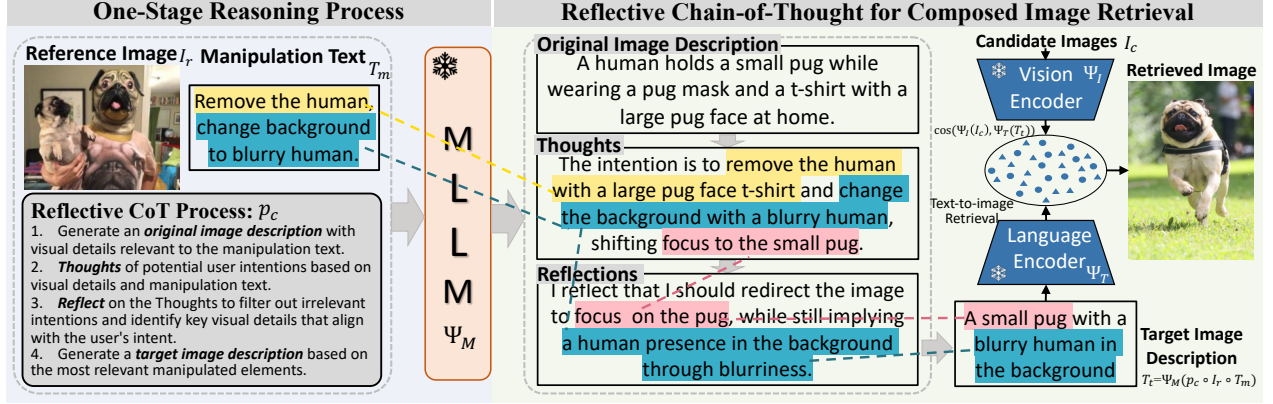 One-Stage Reasoning Process
Reference Image I_r
Manipulation Text T_m
Remove the human,
change background
to blurry human.
Reflective CoT Process: p_c
1. Generate an original image description with
visual details relevant to the manipulation text.
2. Thoughts of potential user intentions based on
visual details and manipulation text.
3. Reflect on the Thoughts to filter out irrelevant
intentions and identify key visual details that align
with the user's intent.
4. Generate a target image description based on
the most relevant manipulated elements.
M
L
L
M
Ψ_M
Reflective Chain-of-Thought for Composed Image Retrieval
Original Image Description
A human holds a small pug while
wearing a pug mask and a t-shirt with a
large pug face at home.
Thoughts
The intention is to remove the human
with a large pug face t-shirt and change
the background with a blurry human,
shifting focus to the small pug.
Reflections
I reflect that I should redirect the image
to focus on the pug, while still implying
a human presence in the background
through blurriness.
Candidate Images I_c
Vision Ψ_I
Encoder
cos(Ψ_I(I_c),Ψ_T(T_t))
Text-to-image
Retrieval
Language
Encoder Ψ_T
A small pug with a
blurry human in
the background
Retrieved Image
Target Image
Description
T_t=Ψ_M(p_c ∘ I_r ∘ T_m)